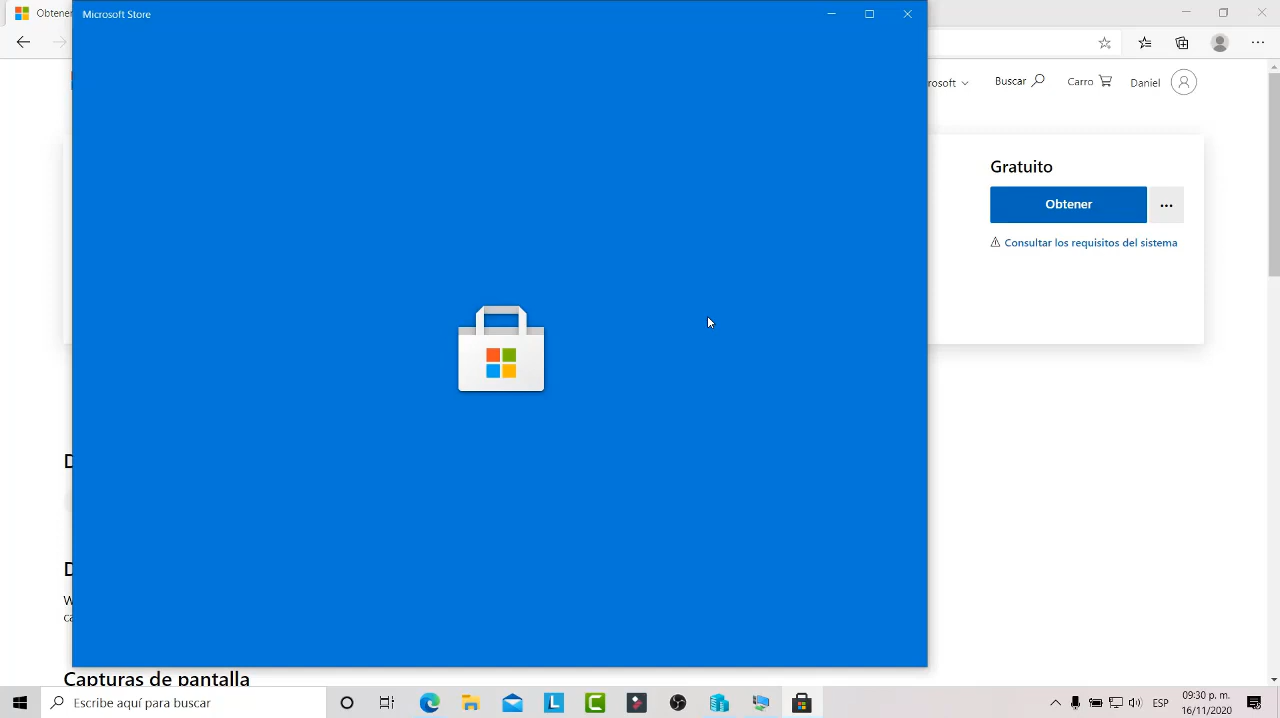 Obtene
Microsoft Store
rosoft
Buscar
Carro
Daniel
Gratuito
Obtener
...
Consultar los requisitos del sistema
D
D
W
ca
Capturas de pantalla
Escribe aquí para buscar
L
C
ESP
09:30 p. m.
16/11/2020